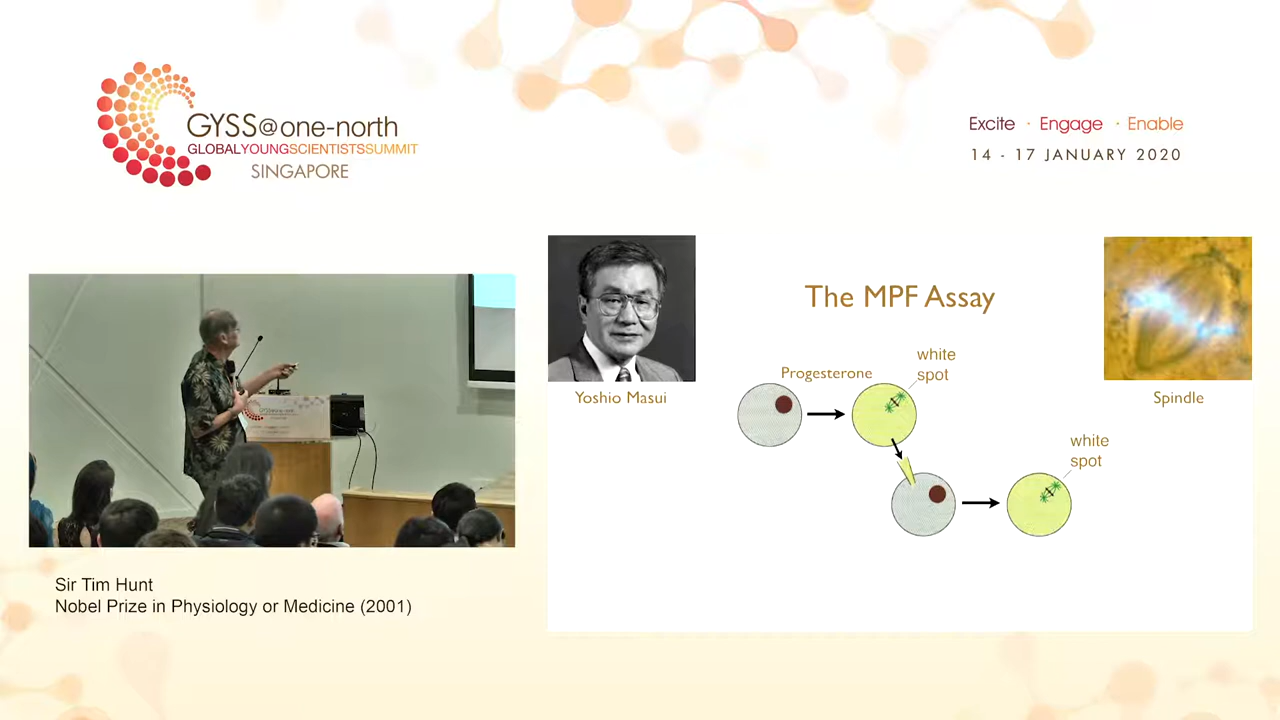 GYSS@one-north
GLOBALYOUNGSCIENTISTSSUMMIT
SINGAPORE
Excite · Engage · Enable
14 - 17 JANUARY 2020
The MPF Assay
Yoshio Masui
Progesterone
white
spot
Spindle
white
spot
Sir Tim Hunt
Nobel Prize in Physiology or Medicine (2001)